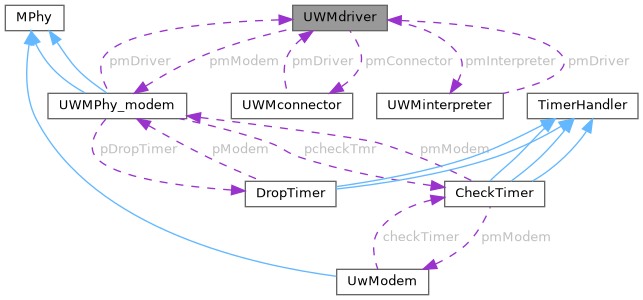 MPhy
UWMdriver
pmDriver
pmModem
pmDriver
pmConnector
pmInterpreter
pmDriver
UWMPhy_modem
UWMconnector
UWMinterpreter
TimerHandler
pDropTimer
pModem
pcheckTmr
pmModem
DropTimer
CheckTimer
checkTimer
pmModem
UwModem